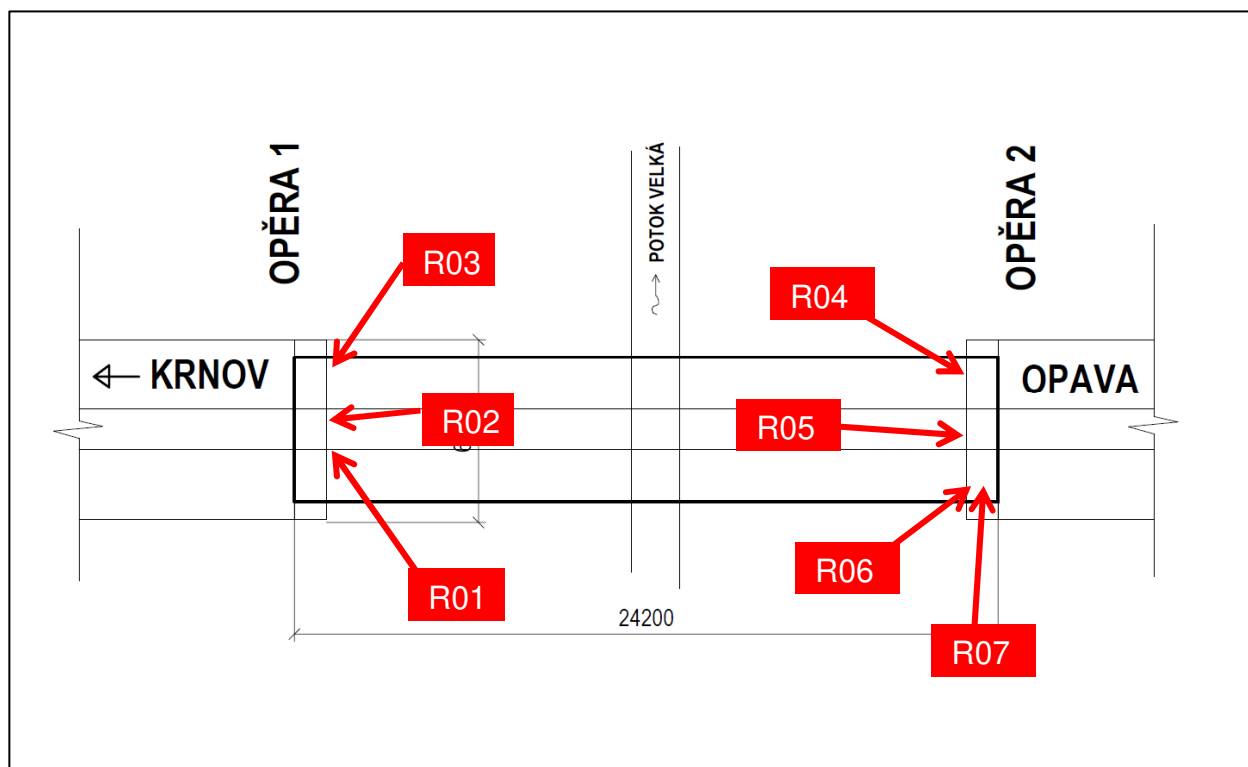 OPĚRA 1
POTOK VELKÁ
OPĚRA 2
R03
R04
KRNOV
OPAVA
R02
R05
R01
R06
24200
R07